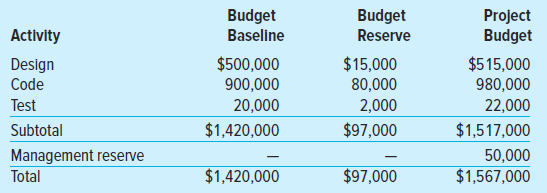 Budget Budget Project
Activity Baseline Reserve Budget
Design $500,000 $15,000 $515,000
Code 900,000 80,000 980,000
Test 20,000 2,000 22,000
Subtotal $1,420,000 $97,000 $1,517,000
Management reserve — — 50,000
Total $1,420,000 $97,000 $1,567,000